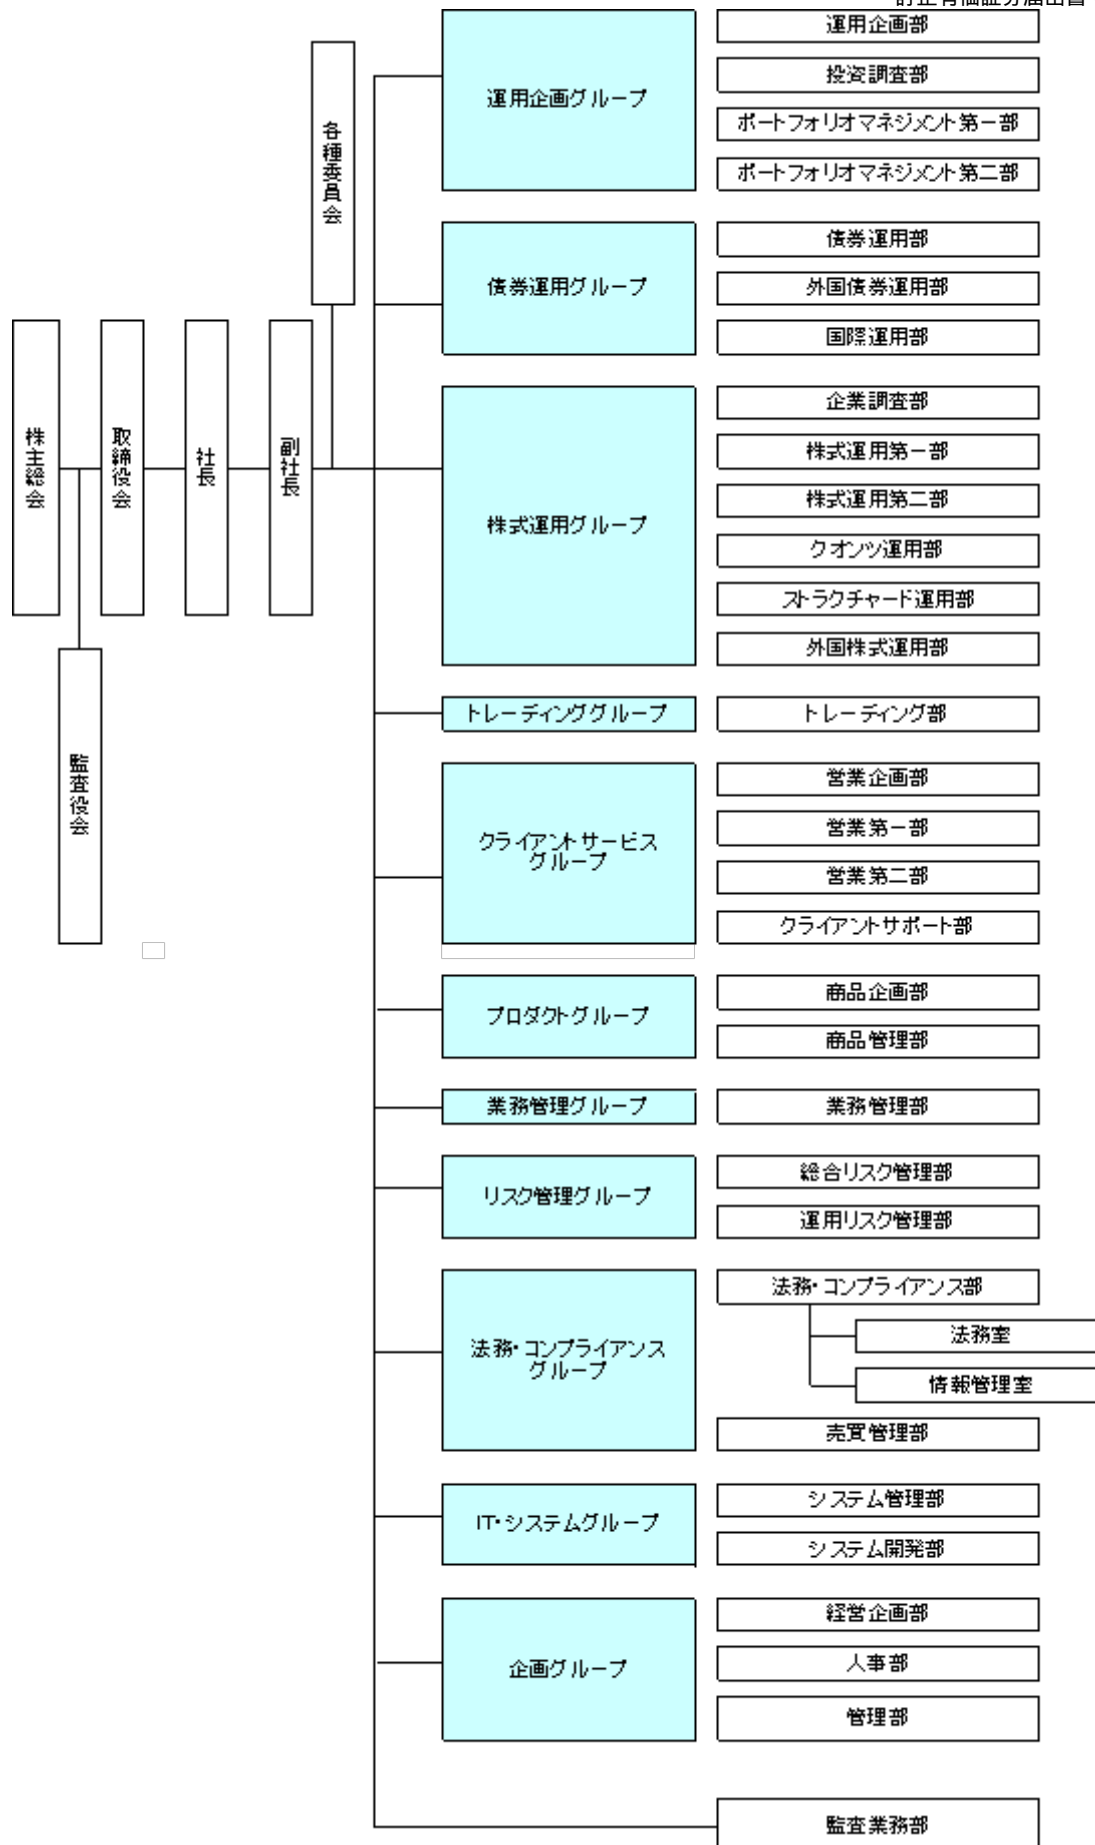 訂正有価証券届出書
株主総会
監査役会
取締役会
社長
副社長
各種委員会
運用企画グループ
運用企画部
投資調査部
ポートフォリオマネジメント第一部
ポートフォリオマネジメント第二部
債券運用グループ
債券運用部
外国債券運用部
国際運用部
株式運用グループ
企業調査部
株式運用第一部
株式運用第二部
クオンツ運用部
ストラクチャード運用部
外国株式運用部
トレーディンググループ
トレーディング部
クライアントサービス
グループ
営業企画部
営業第一部
営業第二部
クライアントサポート部
プロダクトグループ
商品企画部
商品管理部
業務管理グループ
業務管理部
リスク管理グループ
総合リスク管理部
運用リスク管理部
法務・コンプライアンス
グループ
法務・コンプライアンス部
法務室
情報管理室
売買管理部
IT・システムグループ
システム管理部
システム開発部
企画グループ
経営企画部
人事部
管理部
監査業務部